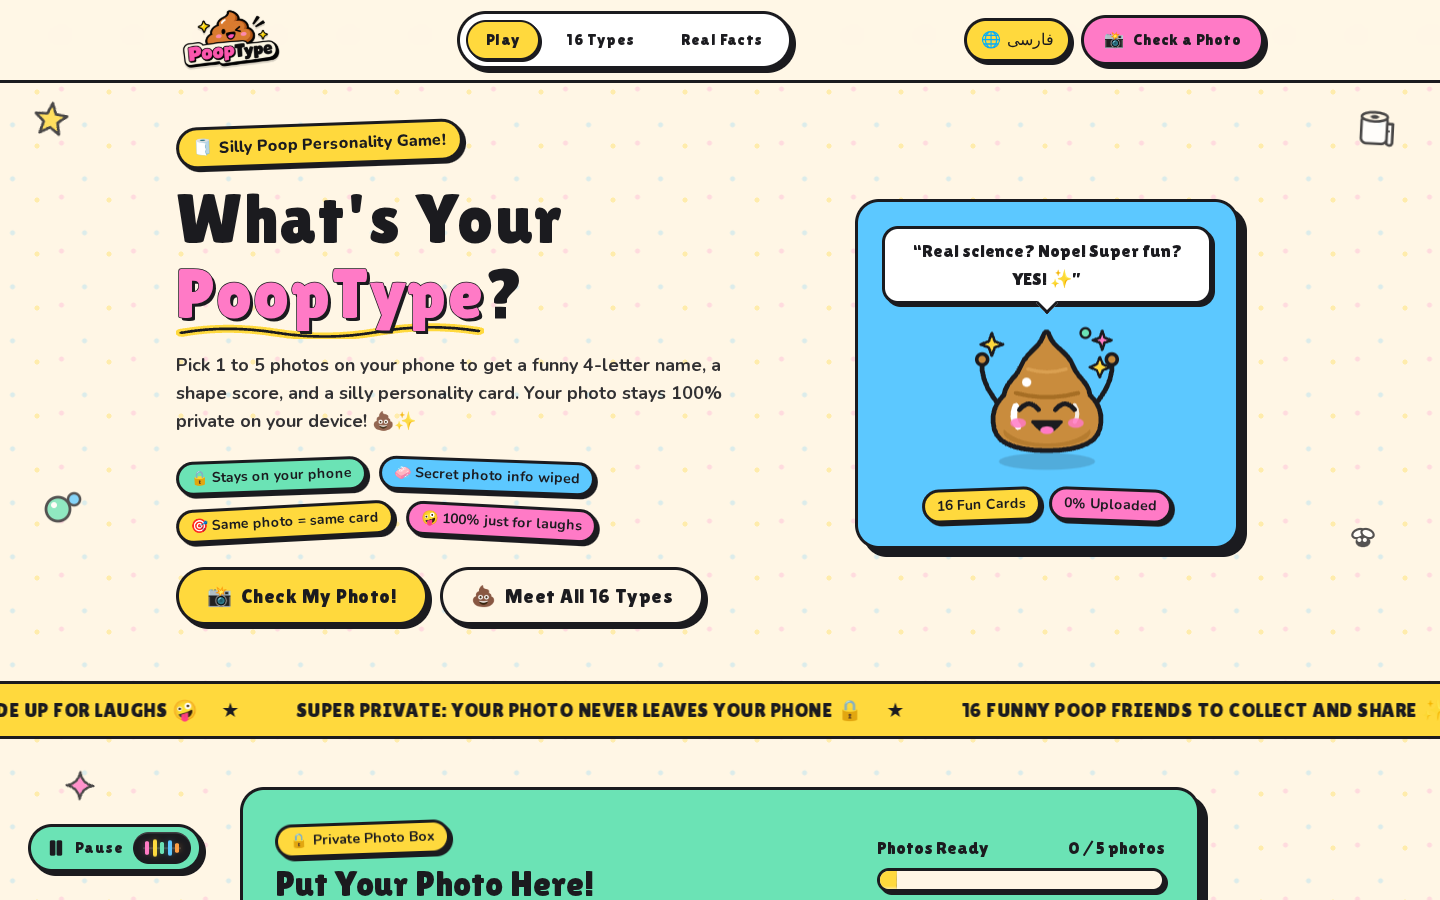 PoopType
Play
16 Types
Real Facts
🌐 فارسی
📸 Check a Photo
🧻 Silly Poop Personality Game!
What's Your
PoopType?
Pick 1 to 5 photos on your phone to get a funny 4-letter name, a
shape score, and a silly personality card. Your photo stays 100%
private on your device! 💩✨
🔒 Stays on your phone
🧼 Secret photo info wiped
🎯 Same photo = same card
🤪 100% just for laughs
📸 Check My Photo!
💩 Meet All 16 Types
“Real science? Nope! Super fun?
YES! ✨”
16 Fun Cards
0% Uploaded
DE UP FOR LAUGHS 🤪 ★ SUPER PRIVATE: YOUR PHOTO NEVER LEAVES YOUR PHONE 🔒 ★ 16 FUNNY POOP FRIENDS TO COLLECT AND SHARE ✨
Pause
🔒 Private Photo Box
Put Your Photo Here!
Photos Ready
0 / 5 photos